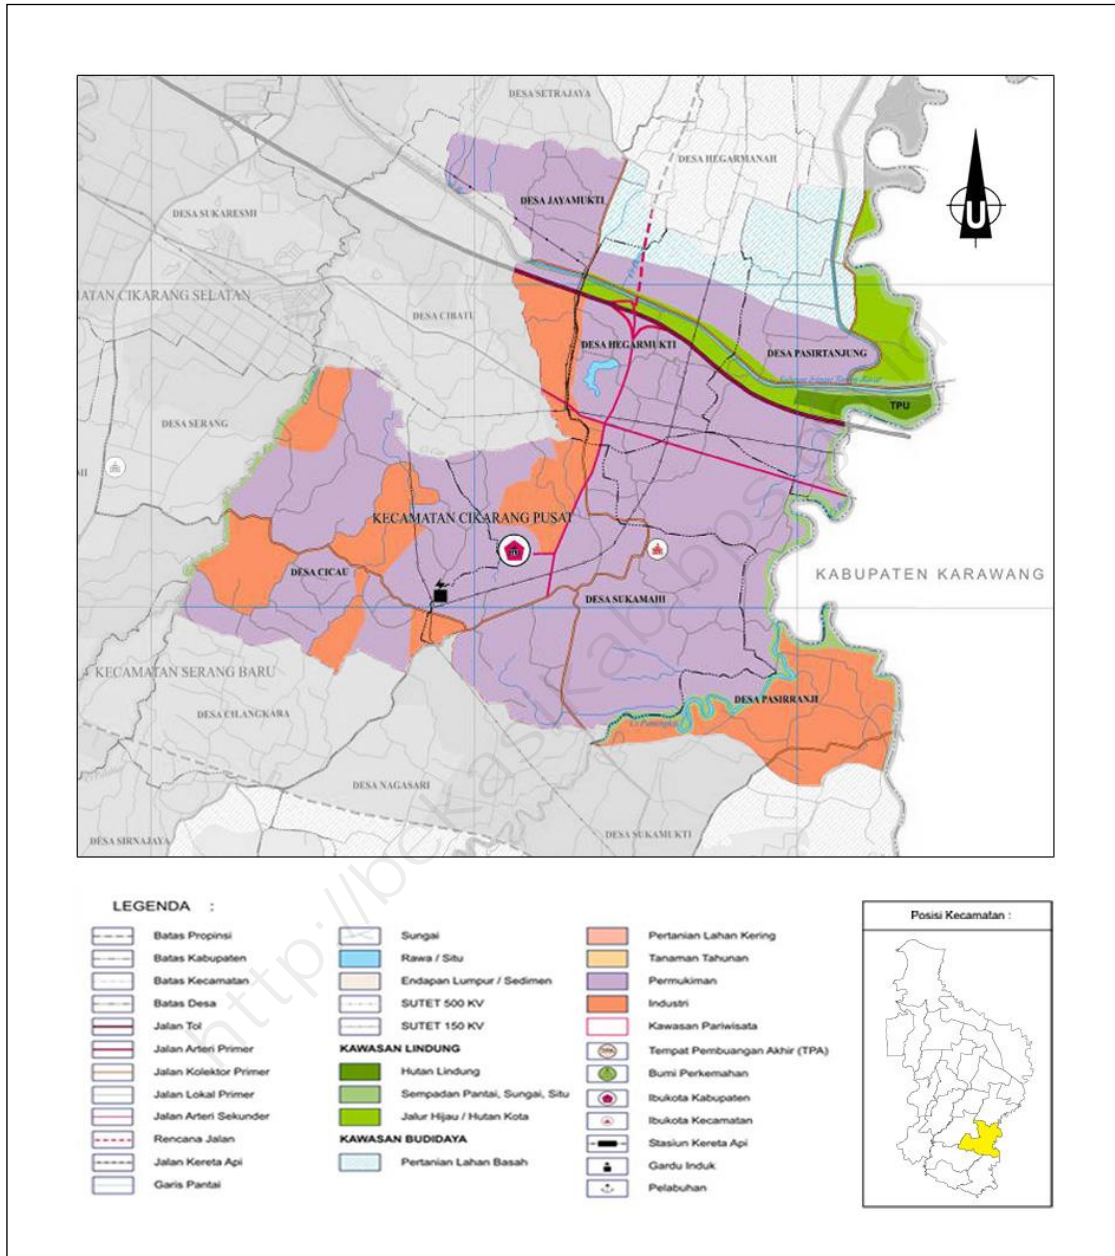 DESA SETRAJAYA
DESA HEGARMANAH
DESA JAYAMUKTI
DESA SUKARESMI
U
DESA CIBATU
DESA HEGARMUKTI
DESA PASIRTANJUNG
TPU
DESA SERANG
KECAMATAN CIKARANG PUSAT
DESA CICAU
DESA SUKAMAHI
KABUPATEN KARAWANG
KECAMATAN SERANG BARU
DESA PASIRRANJI
DESA CILANGKARA
DESA NAGASARI
DESA SIRNAJAYA
DESA SUKAMUKTI
LEGENDA :
Batas Propinsi
Batas Kabupaten
Batas Kecamatan
Batas Desa
Jalan Tol
Jalan Arteri Primer
Jalan Kolektor Primer
Jalan Lokal Primer
Jalan Arteri Sekunder
Rencana Jalan
Jalan Kereta Api
Garis Pantai
Sungai
Rawa / Situ
Endapan Lumpur / Sedimen
SUTET 500 KV
SUTET 150 KV
KAWASAN LINDUNG
Hutan Lindung
Sempadan Pantai, Sungai, Situ
Jalur Hijau / Hutan Kota
KAWASAN BUDIDAYA
Pertanian Lahan Basah
Pertanian Lahan Kering
Tanaman Tahunan
Permukiman
Industri
Kawasan Pariwisata
Tempat Pembuangan Akhir (TPA)
Bumi Perkemahan
Ibukota Kabupaten
Ibukota Kecamatan
Stasiun Kereta Api
Gardu Induk
Pelabuhan
Posisi Kecamatan :